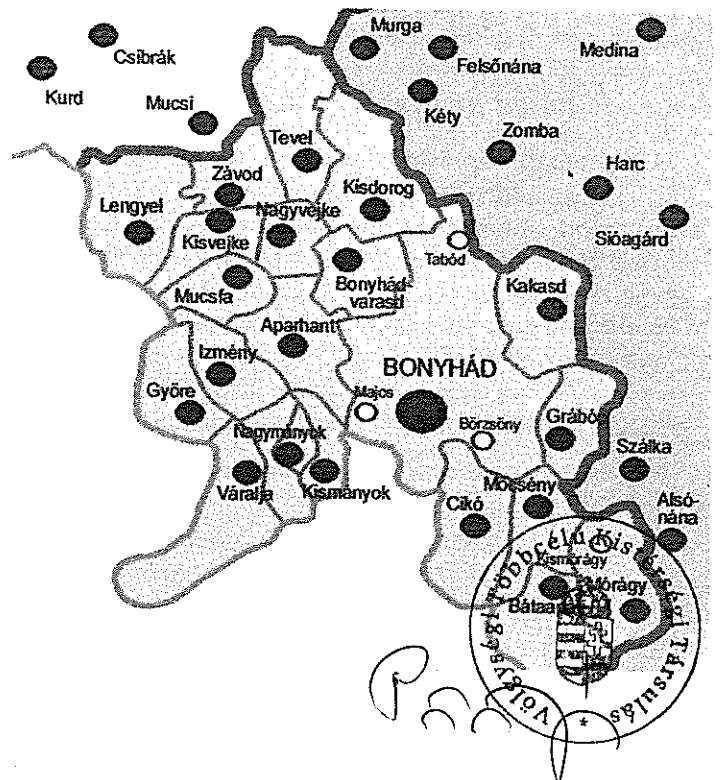 Murga
Medina
Csibrák
Felsőnána
Kurd
Mucsi
Kéty
Zomba
Tevel
Harc
Závod
Kisdorog
Lengyel
Nagyvejke
Kisvejke
Sióagárd
Tabód
Bonyhád-
varasd
Kakasd
Mucsfa
Aparhant
Izmény
BONYHÁD
Györe
Majos
Börzsöny
Grábó
Nagymányok
Szálka
Váralja
Kismányok
Mőcsény
Cikó
Alsó-
nána
Kismórágy
Mórágy
Bátaapáti
Völgységi Többcélú Kistérségi Társulás *